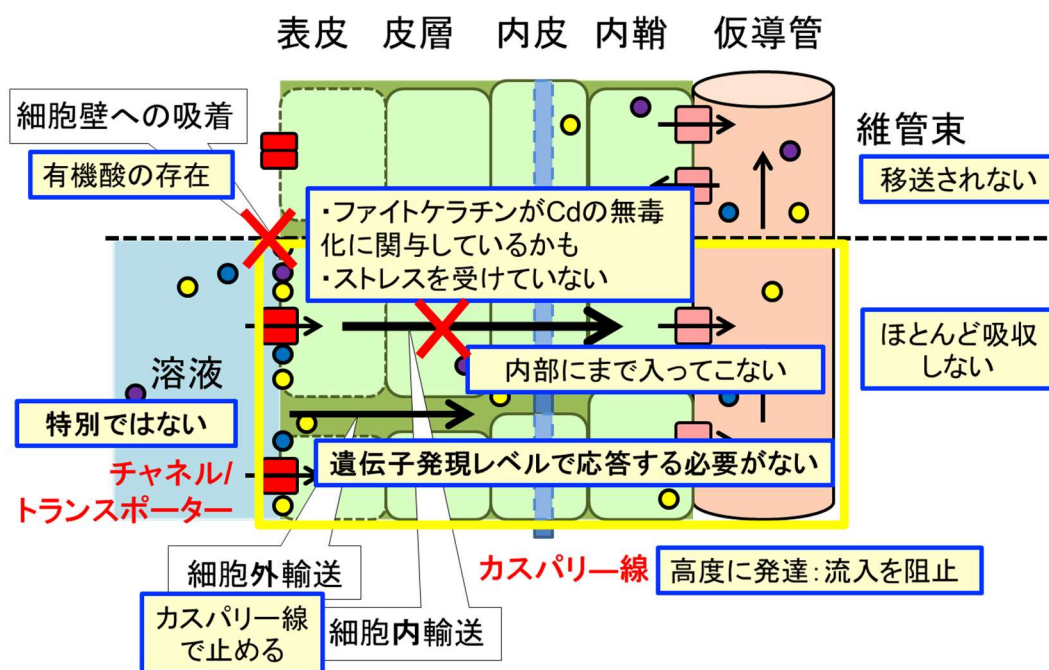 表皮 皮層 内皮 内鞘 仮導管
細胞壁への吸着
有機酸の存在
維管束
移送されない
・ファイトケラチンがCdの無毒
化に関与しているかも
・ストレスを受けていない
ほとんど吸収
しない
内部にまで入ってこない
溶液
特別ではない
チャネル/
トランスポーター
遺伝子発現レベルで応答する必要がない
カスパリー線
高度に発達：流入を阻止
細胞外輸送
カスパリー線
で止める
細胞内輸送